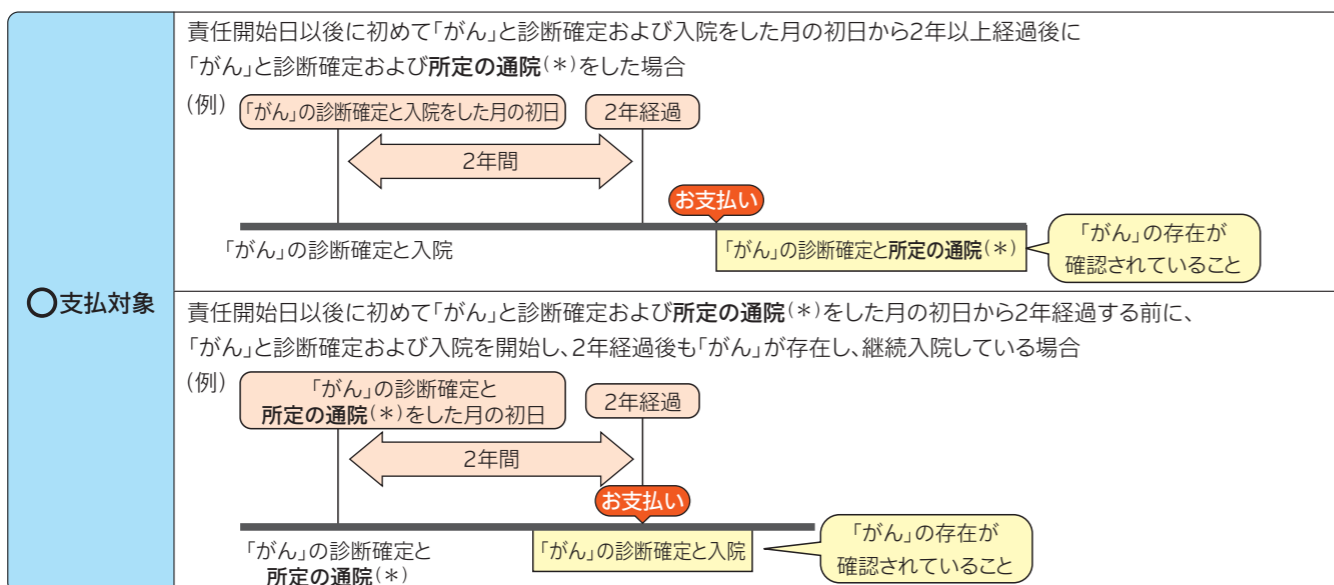 〇支払対象
責任開始日以後に初めて「がん」と診断確定および入院をした月の初日から2年以上経過後に
「がん」と診断確定および所定の通院(＊)をした場合
(例)
「がん」の診断確定と入院をした月の初日
2年経過
2年間
お支払い
「がん」の診断確定と入院
「がん」の診断確定と所定の通院(＊)
「がん」の存在が
確認されていること
責任開始日以後に初めて「がん」と診断確定および所定の通院(＊)をした月の初日から2年経過する前に、
「がん」と診断確定および入院を開始し、2年経過後も「がん」が存在し、継続入院している場合
(例)
「がん」の診断確定と
所定の通院(＊)をした月の初日
2年経過
2年間
お支払い
「がん」の診断確定と
所定の通院(＊)
「がん」の診断確定と入院
「がん」の存在が
確認されていること